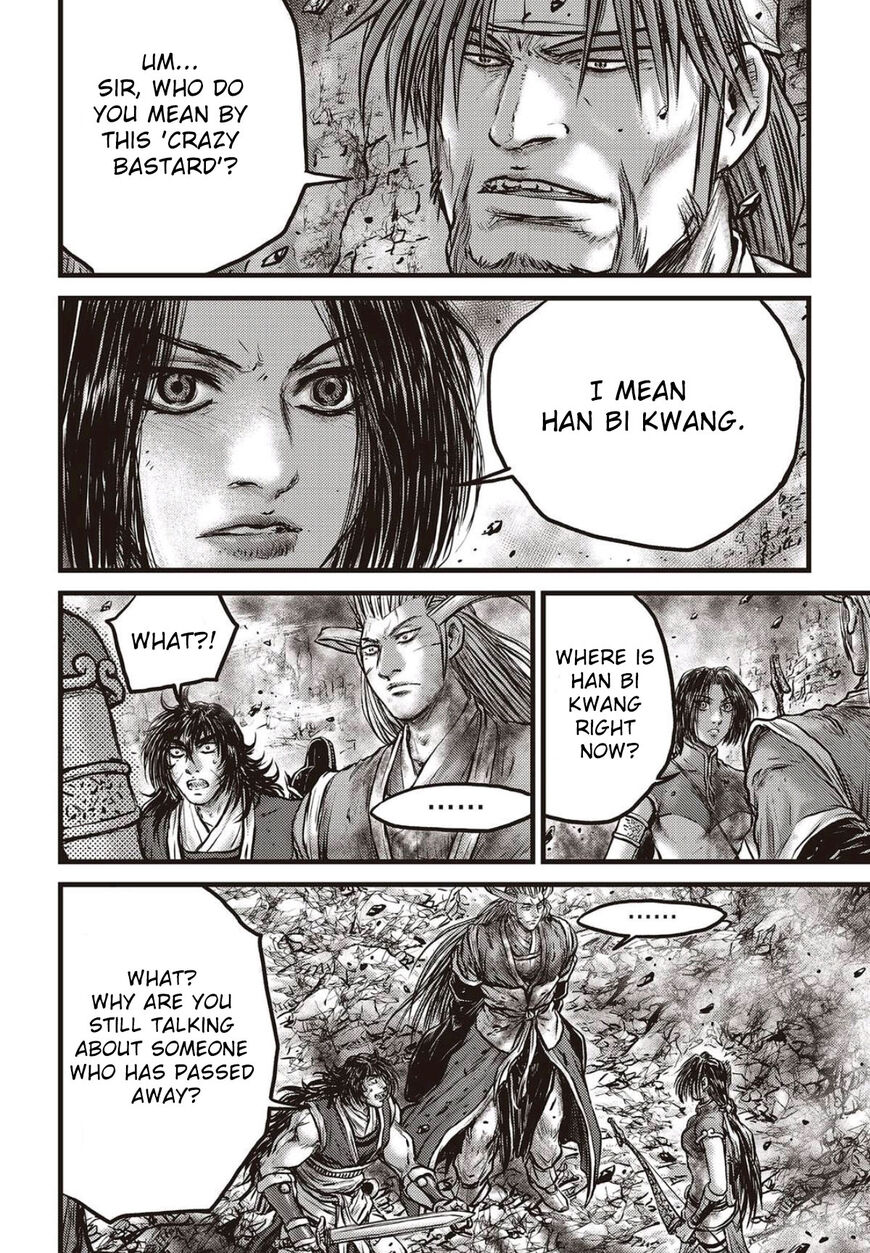 UM...
SIR, WHO DO
YOU MEAN BY
THIS 'CRAZY
BASTARD'?
I MEAN
HAN BI KWANG.
WHAT?!
......
WHERE IS
HAN BI
KWANG
RIGHT
NOW?
......
WHAT?
WHY ARE YOU
STILL TALKING
ABOUT SOMEONE
WHO HAS PASSED
AWAY?